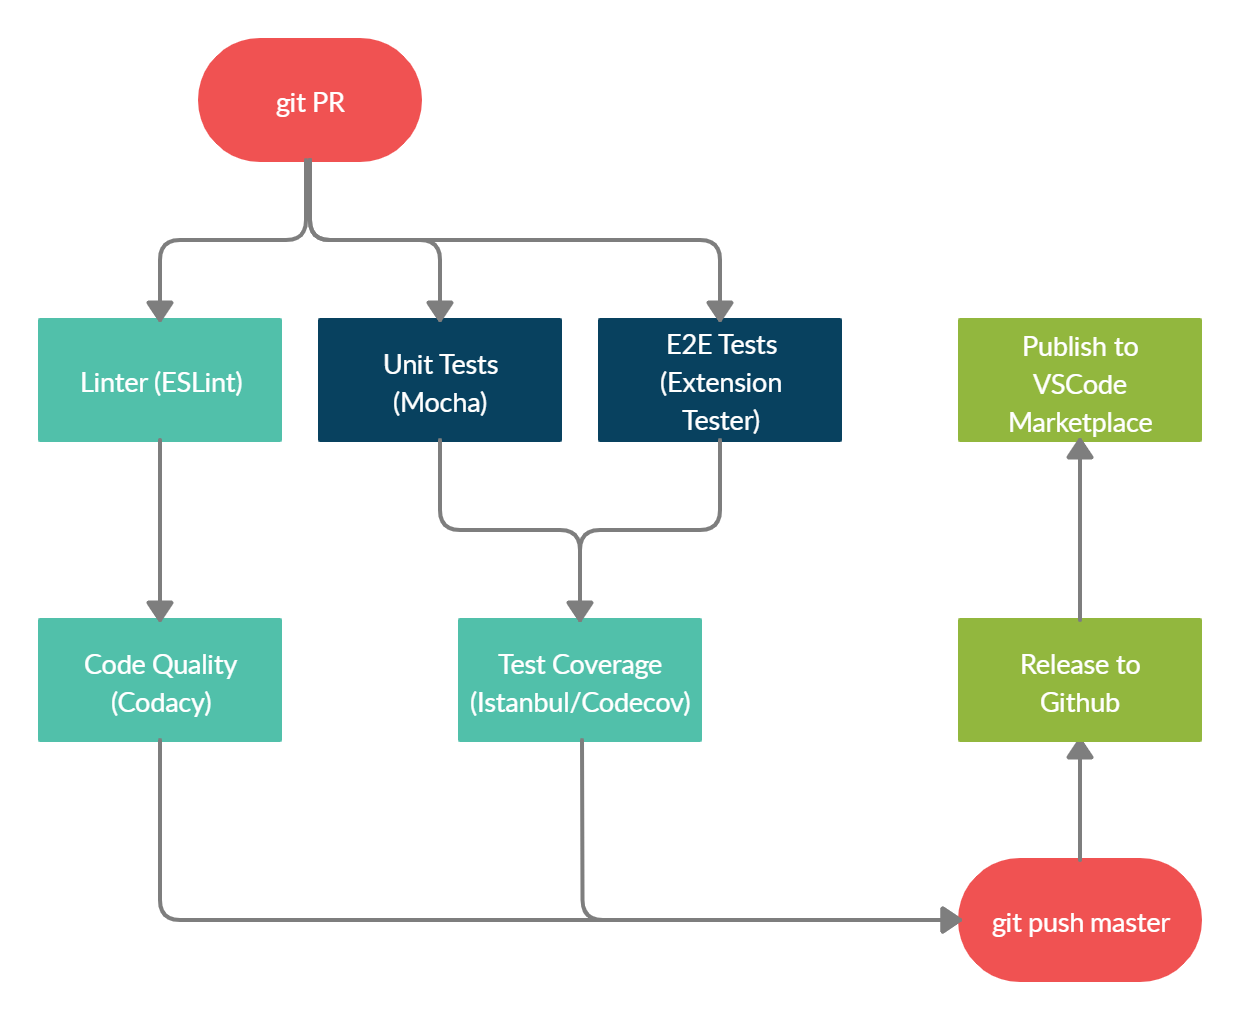 git PR
Linter (ESLint)
Unit Tests
(Mocha)
E2E Tests
(Extension
Tester)
Publish to
VSCode
Marketplace
Code Quality
(Codacy)
Test Coverage
(Istanbul/Codecov)
Release to
Github
git push master